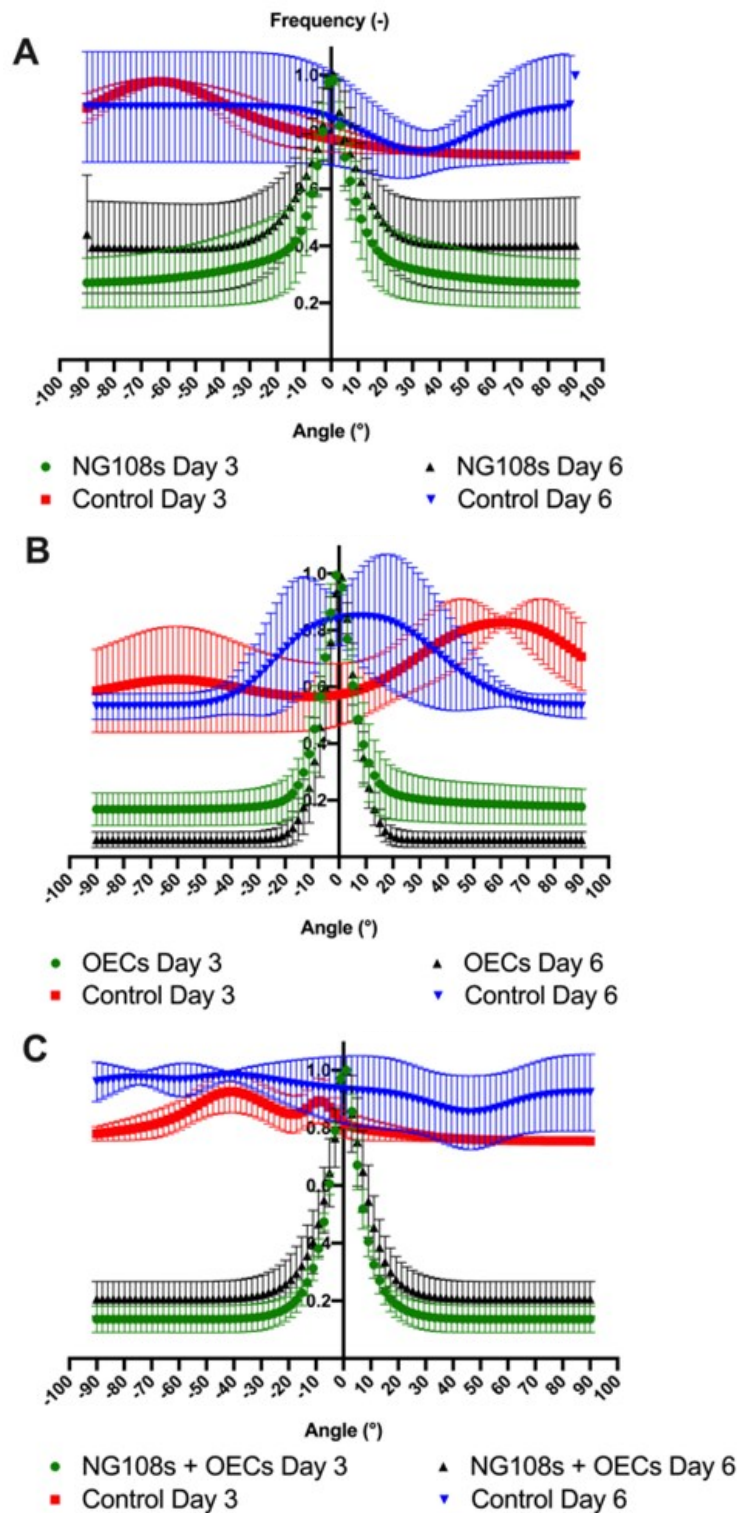 Frequency (-)
A
1.0
0.6
0.4
0.2
-100 -90 -80 -70 -60 -50 -40 -30 -20 -10 0 10 20 30 40 50 60 70 80 90 100
Angle (°)
NG108s Day 3 NG108s Day 6
Control Day 3 Control Day 6
B
1.0
0.8
0.6
0.4
0.2
-100 -90 -80 -70 -60 -50 -40 -30 -20 -10 0 10 20 30 40 50 60 70 80 90 100
Angle (°)
OECs Day 3 OECs Day 6
Control Day 3 Control Day 6
C
1.0
0.8
0.6
0.4
0.2
-100 -90 -80 -70 -60 -50 -40 -30 -20 -10 0 10 20 30 40 50 60 70 80 90 100
Angle (°)
NG108s + OECs Day 3 NG108s + OECs Day 6
Control Day 3 Control Day 6